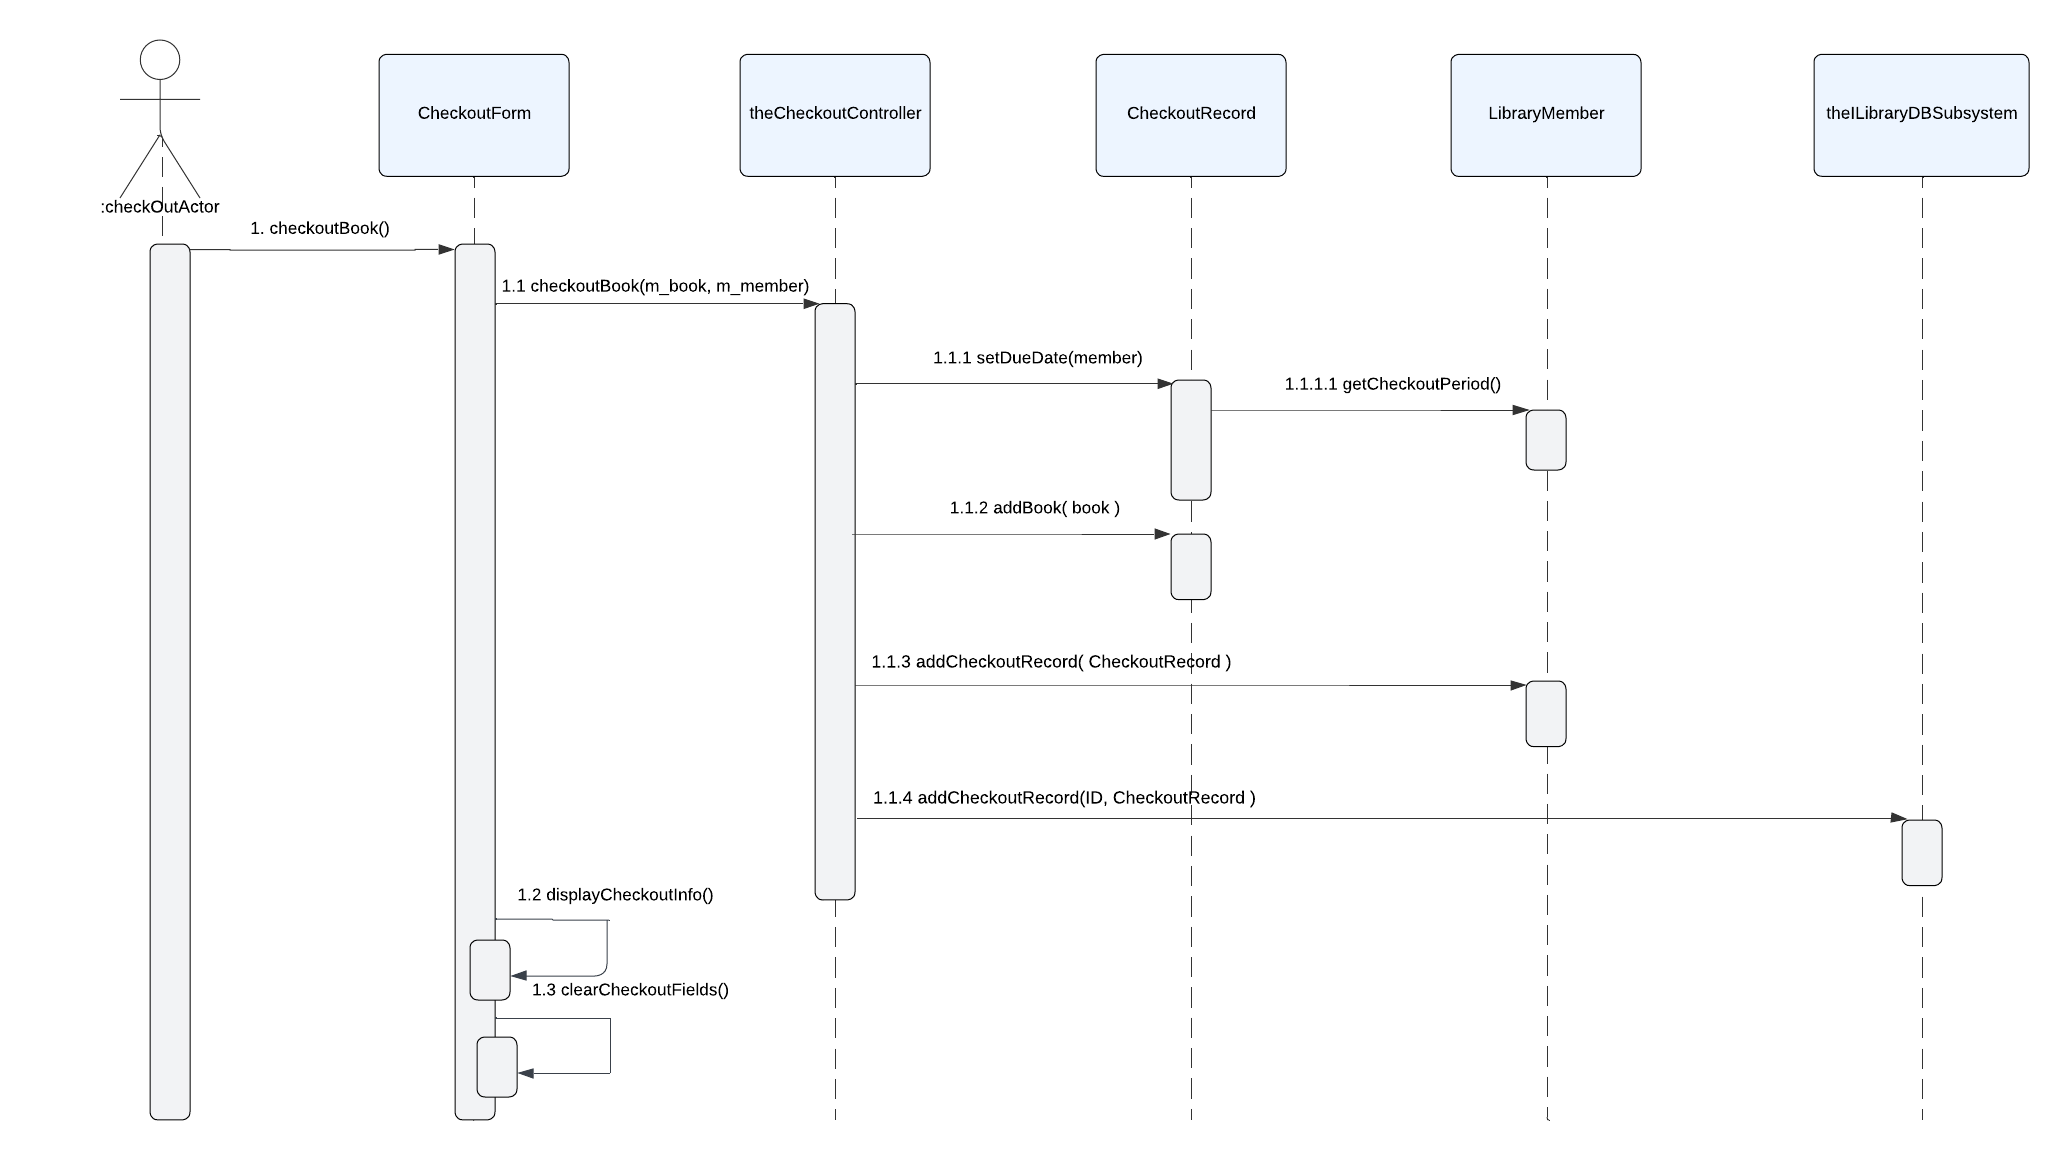 CheckoutForm
theCheckoutController
CheckoutRecord
LibraryMember
theILibraryDBSubsystem
:checkOutActor
1. checkoutBook()
1.1 checkoutBook(m_book, m_member)
1.1.1 setDueDate(member)
1.1.1.1 getCheckoutPeriod()
1.1.2 addBook( book )
1.1.3 addCheckoutRecord( CheckoutRecord )
1.1.4 addCheckoutRecord(ID, CheckoutRecord )
1.2 displayCheckoutInfo()
1.3 clearCheckoutFields()